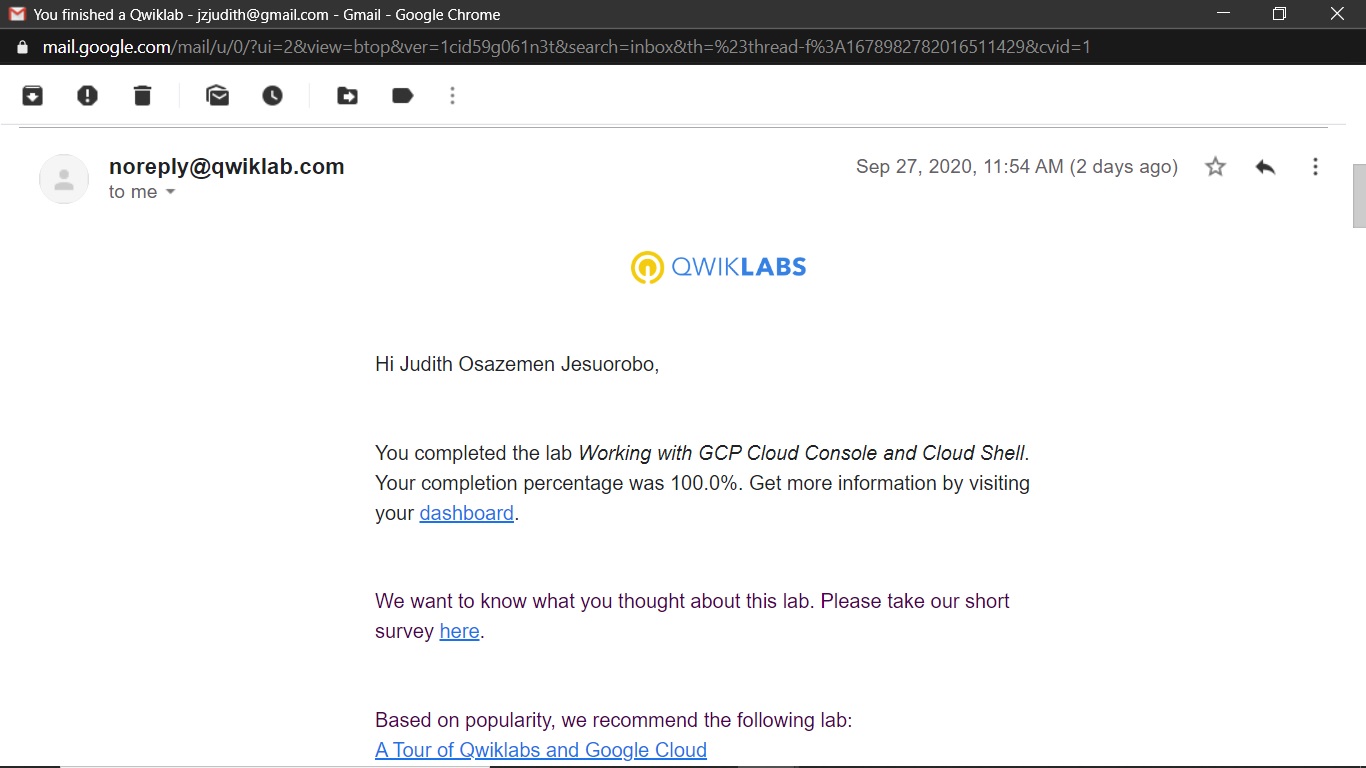 You finished a Qwiklab - jzjudith@gmail.com - Gmail - Google Chrome
mail.google.com/mail/u/0/?ui=2&view=btop&ver=1cid59g061n3t&search=inbox&th=%23thread-f%3A1678982782016511429&cvid=1
noreply@qwiklab.com
Sep 27, 2020, 11:54 AM (2 days ago)
to me
QWIKLABS
Hi Judith Osazemen Jesuorobo,
You completed the lab Working with GCP Cloud Console and Cloud Shell.
Your completion percentage was 100.0%. Get more information by visiting
your dashboard.
We want to know what you thought about this lab. Please take our short
survey here.
Based on popularity, we recommend the following lab:
A Tour of Qwiklabs and Google Cloud